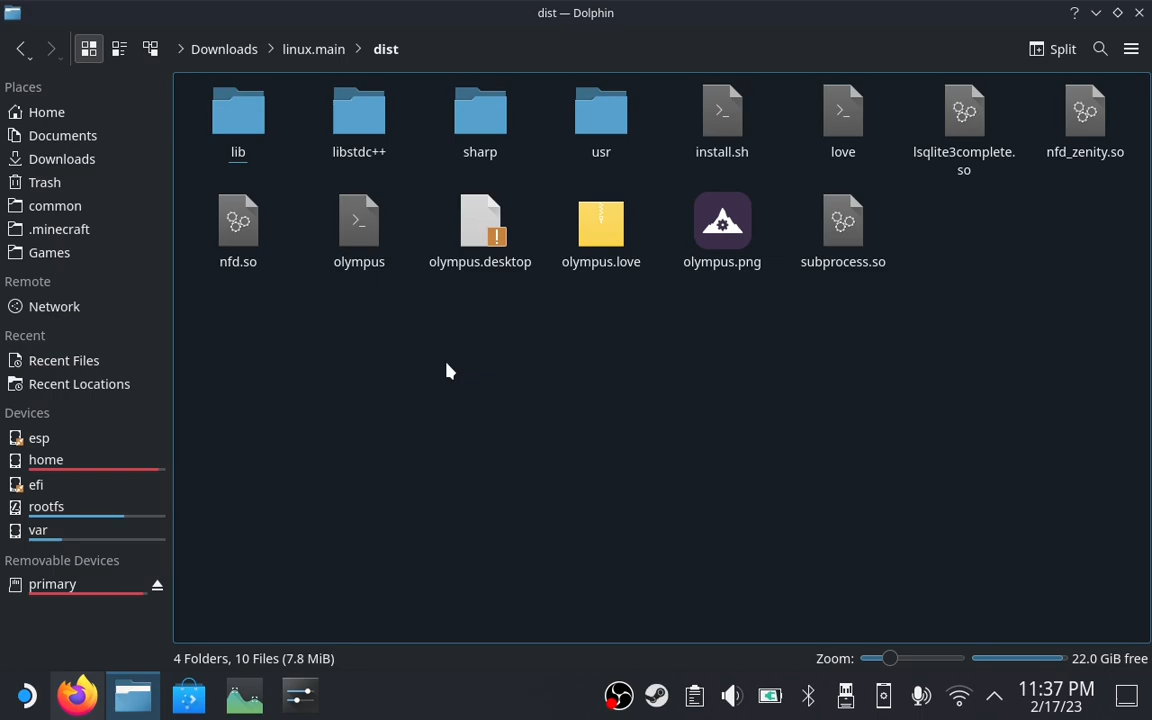 dist — Dolphin
?
Downloads linux.main dist
Split
Places
Home
Documents
Downloads
Trash
common
.minecraft
Games
Remote
Network
Recent
Recent Files
Recent Locations
Devices
esp
home
efi
rootfs
var
Removable Devices
primary
lib
libstdc++
sharp
usr
install.sh
love
lsqlite3complete.
so
nfd_zenity.so
nfd.so
olympus
olympus.desktop
olympus.love
olympus.png
subprocess.so
4 Folders, 10 Files (7.8 MiB)
Zoom:
22.0 GiB free
11:37 PM
2/17/23